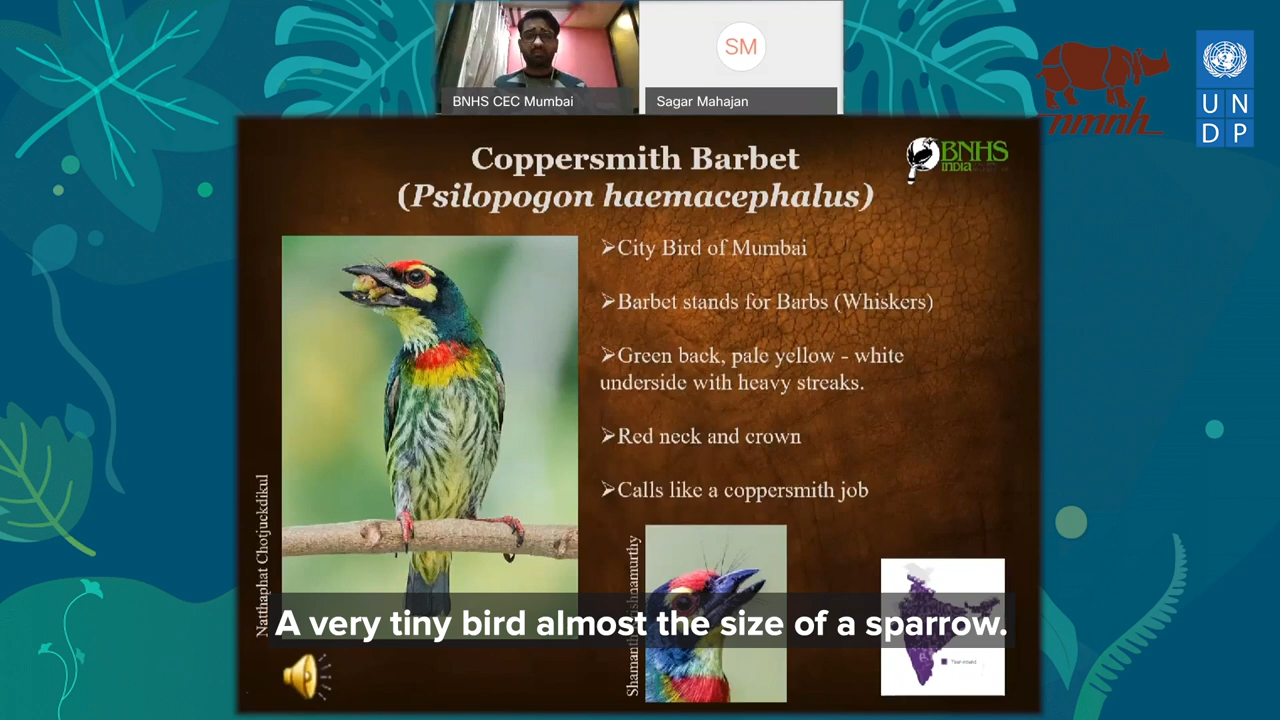 SM
BNHS CEC Mumbai
Sagar Mahajan
nmnh
U N
D P
Coppersmith Barbet
(Psilopogon haemacephalus)
BNHS
INDIA
➢City Bird of Mumbai
➢Barbet stands for Barbs (Whiskers)
➢Green back, pale yellow - white
underside with heavy streaks.
➢Red neck and crown
➢Calls like a coppersmith job
Natthaphat Chotjuckdikul
A very tiny bird almost the size of a sparrow.